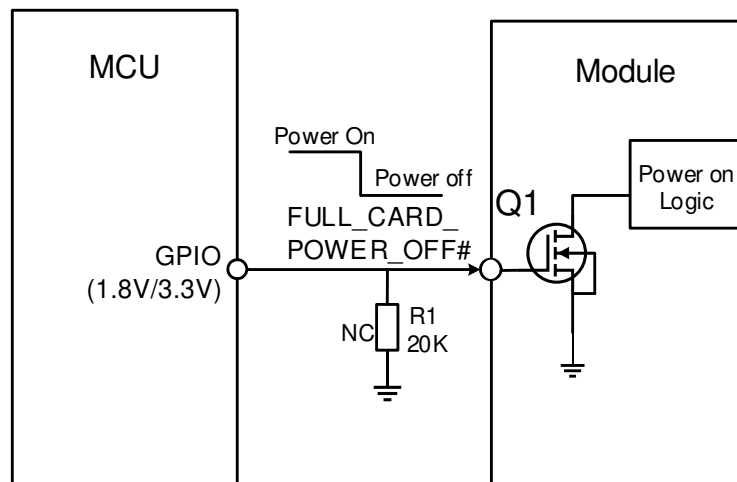 MCU
Module
Power On
Power off
Power on
Logic
Q1
FULL_CARD_
POWER_OFF#
GPIO
(1.8V/3.3V)
NC
R1
20K